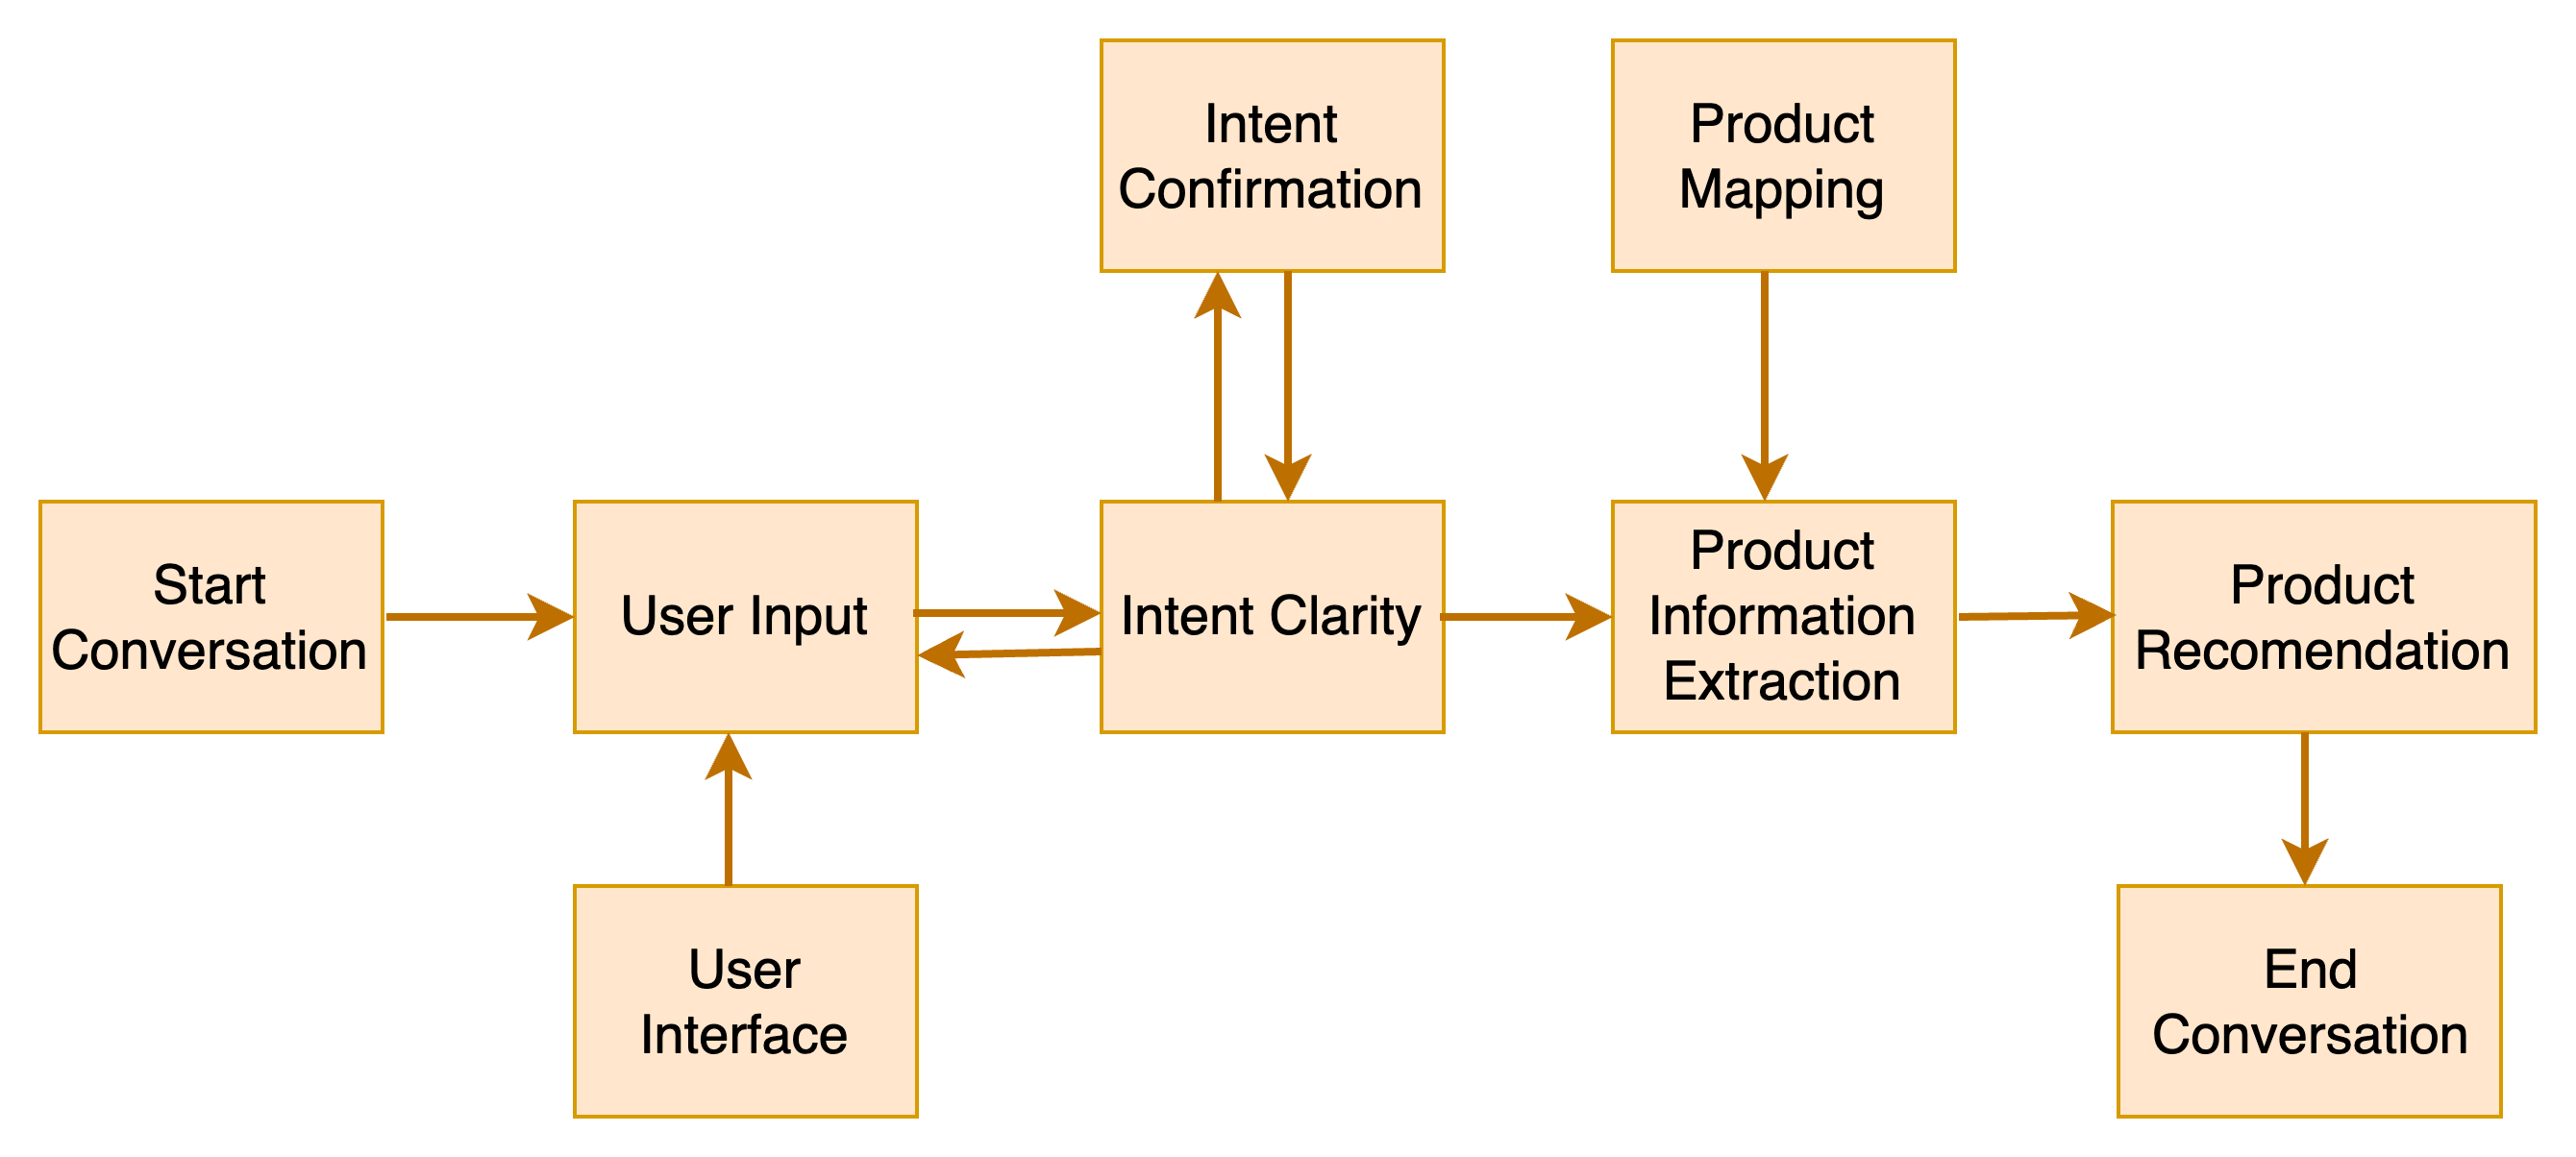 Intent
Confirmation
Product
Mapping
Start
Conversation
User Input
Intent Clarity
Product
Information
Extraction
Product
Recomendation
User
Interface
End
Conversation